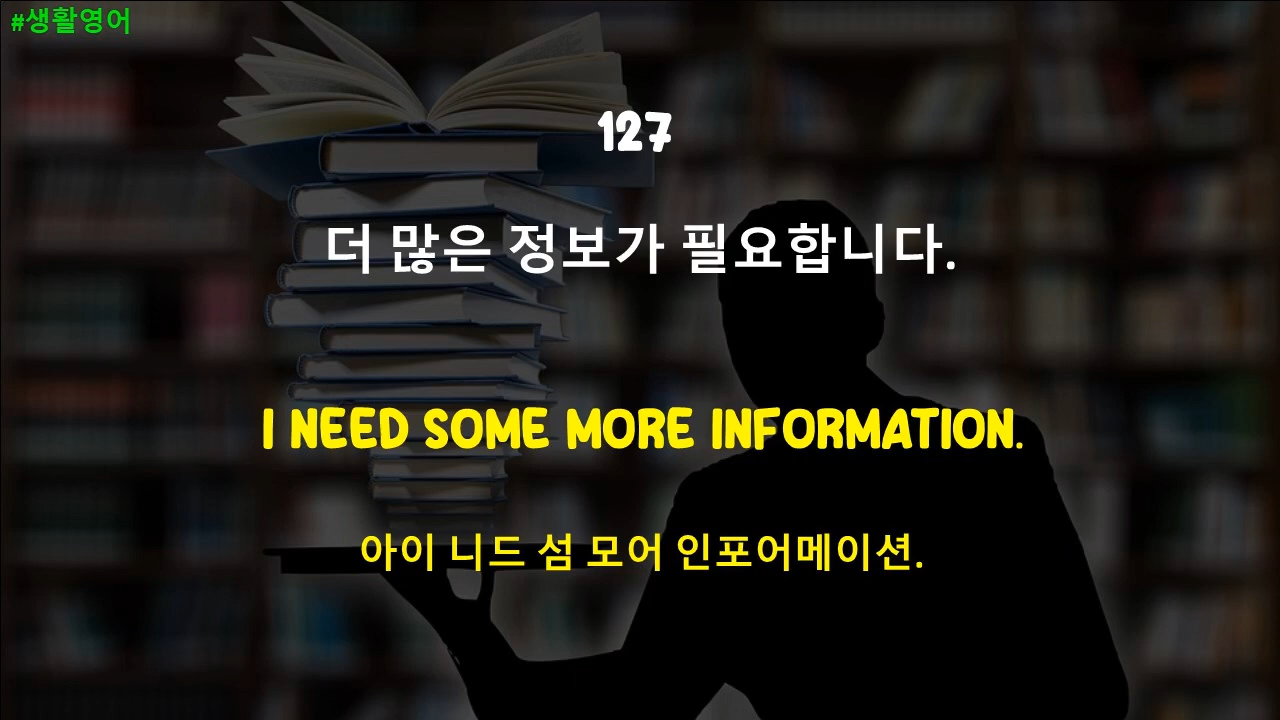 #생활영어
127
더 많은 정보가 필요합니다.
I NEED SOME MORE INFORMATION.
아이 니드 섬 모어 인포어메이션.